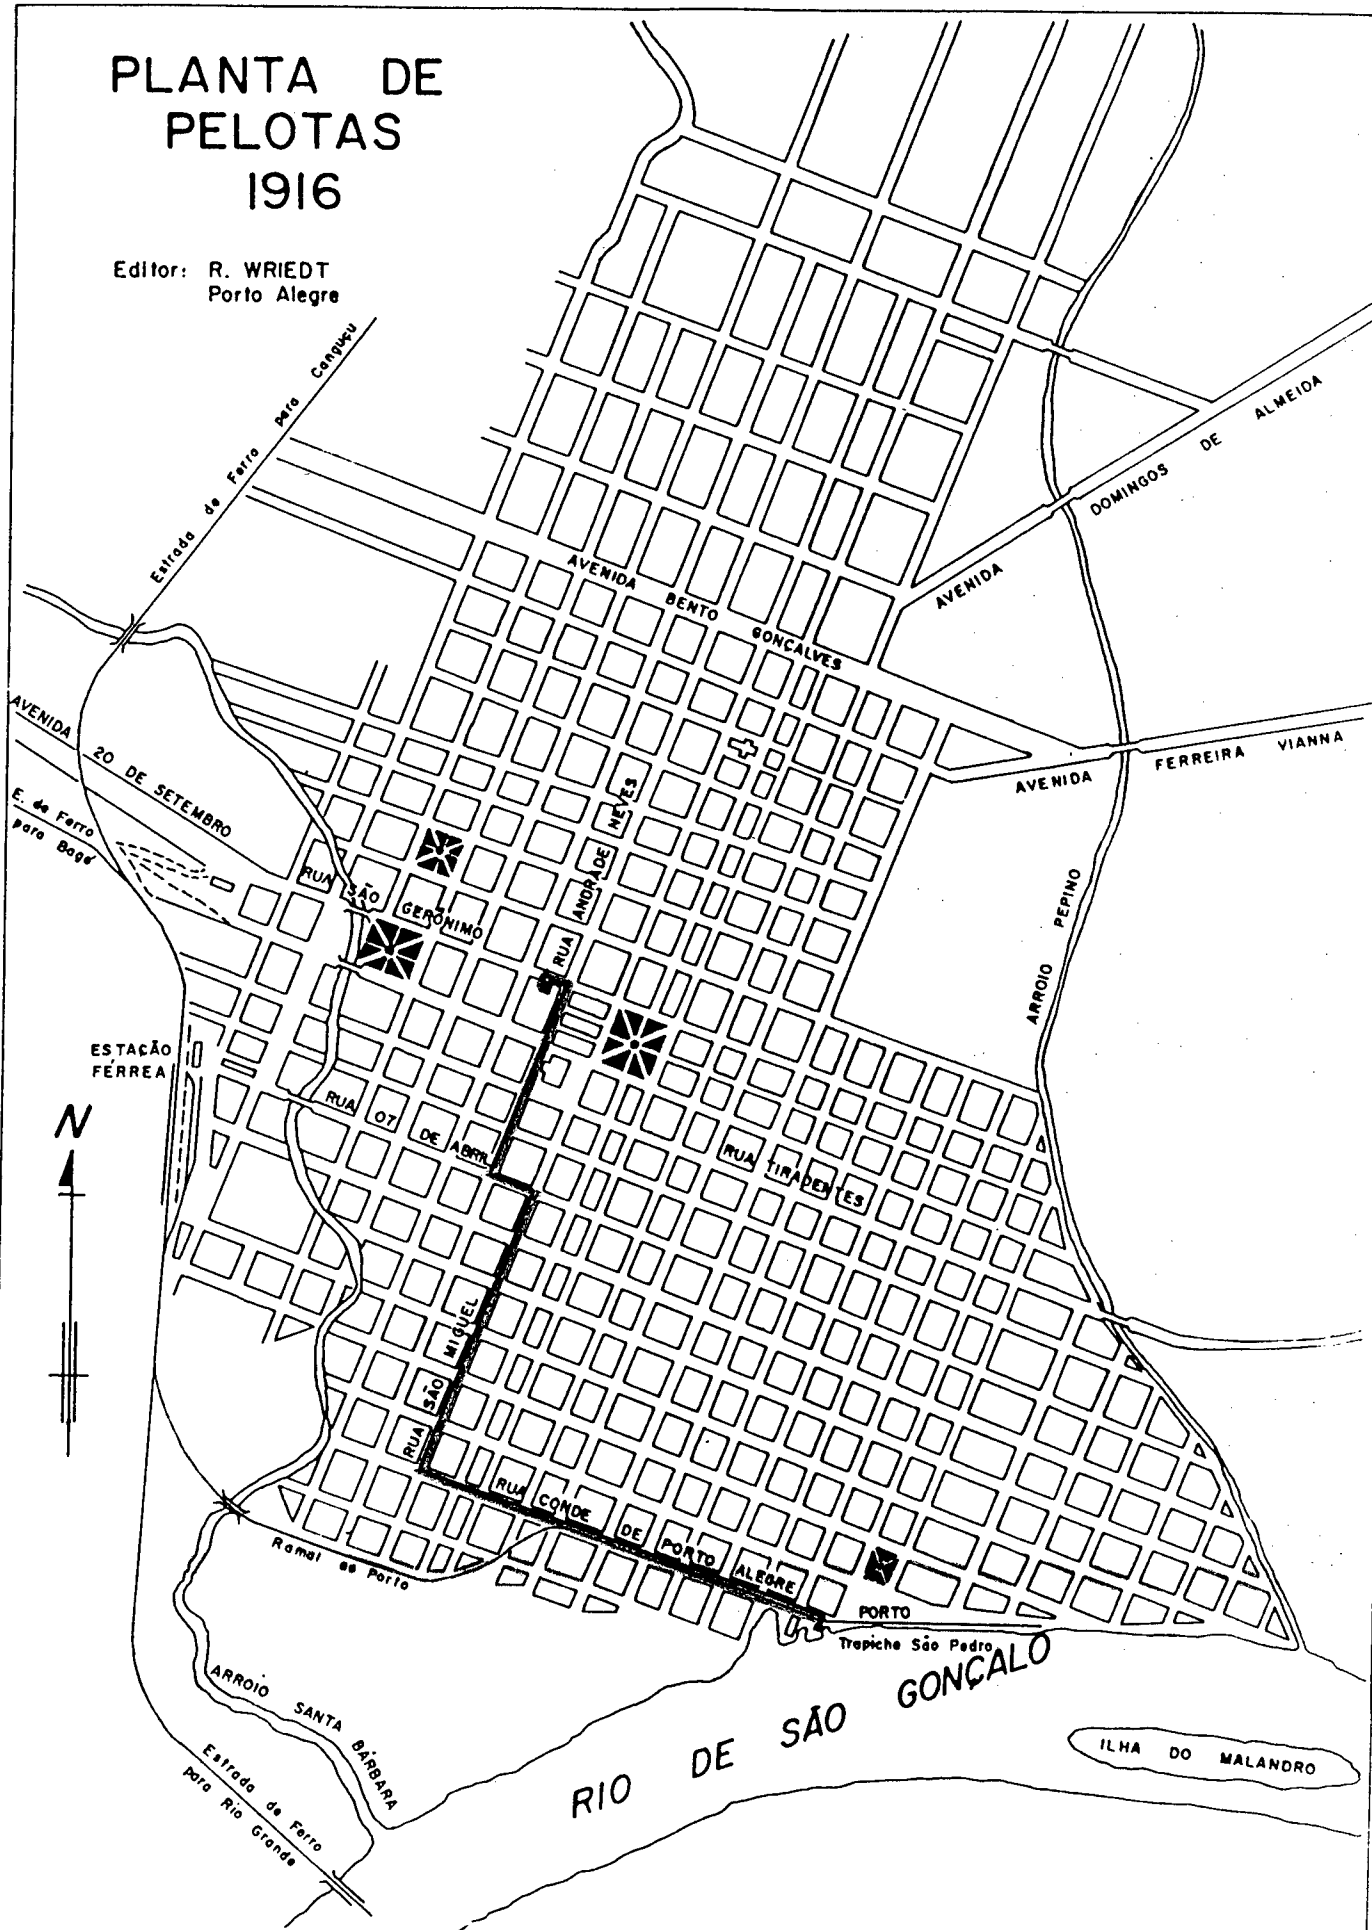 PLANTA DE
PELOTAS
1916
Editor: R. WRIEDT
Porto Alegre
Estrada de Ferro para Canguçu
AVENIDA DOMINGOS DE ALMEIDA
AVENIDA BENTO GONÇALVES
AVENIDA 20 DE SETEMBRO
E. de Ferro
para Bagé
AVENIDA FERREIRA VIANNA
RUA ANDRADE NEVES
RUA SÃO GERÔNIMO
ARROIO PEPINO
ESTAÇÃO
FÉRREA
N
RUA 07 DE ABRIL
RUA TIRADENTES
RUA SÃO MIGUEL
RUA CONDE DE PORTO ALEGRE
Ramal ao Porto
PORTO
Trapiche São Pedro
RIO DE SÃO GONÇALO
ARROIO SANTA BÁRBARA
ILHA DO MALANDRO
Estrada de Ferro
para Rio Grande